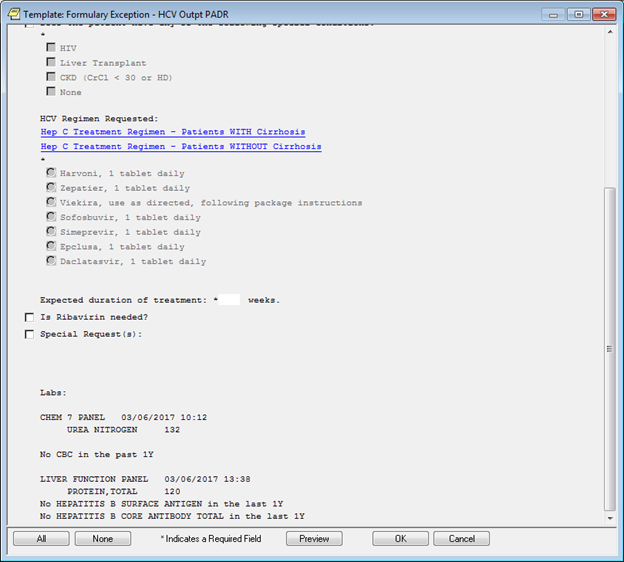 Template: Formulary Exception - HCV Outpt PADR
*
HIV
Liver Transplant
CKD (CrCl < 30 or HD)
None
HCV Regimen Requested:
Hep C Treatment Regimen - Patients WITH Cirrhosis
Hep C Treatment Regimen - Patients WITHOUT Cirrhosis
*
Harvoni, 1 tablet daily
Zepatier, 1 tablet daily
Viekira, use as directed, following package instructions
Sofosbuvir, 1 tablet daily
Simeprevir, 1 tablet daily
Epclusa, 1 tablet daily
Daclatasvir, 1 tablet daily
Expected duration of treatment: * weeks.
Is Ribavirin needed?
Special Request(s):
Labs:
CHEM 7 PANEL 03/06/2017 10:12
UREA NITROGEN 132
No CBC in the past 1Y
LIVER FUNCTION PANEL 03/06/2017 13:38
PROTEIN,TOTAL 120
No HEPATITIS B SURFACE ANTIGEN in the last 1Y
No HEPATITIS B CORE ANTIBODY TOTAL in the last 1Y
All None * Indicates a Required Field Preview OK Cancel